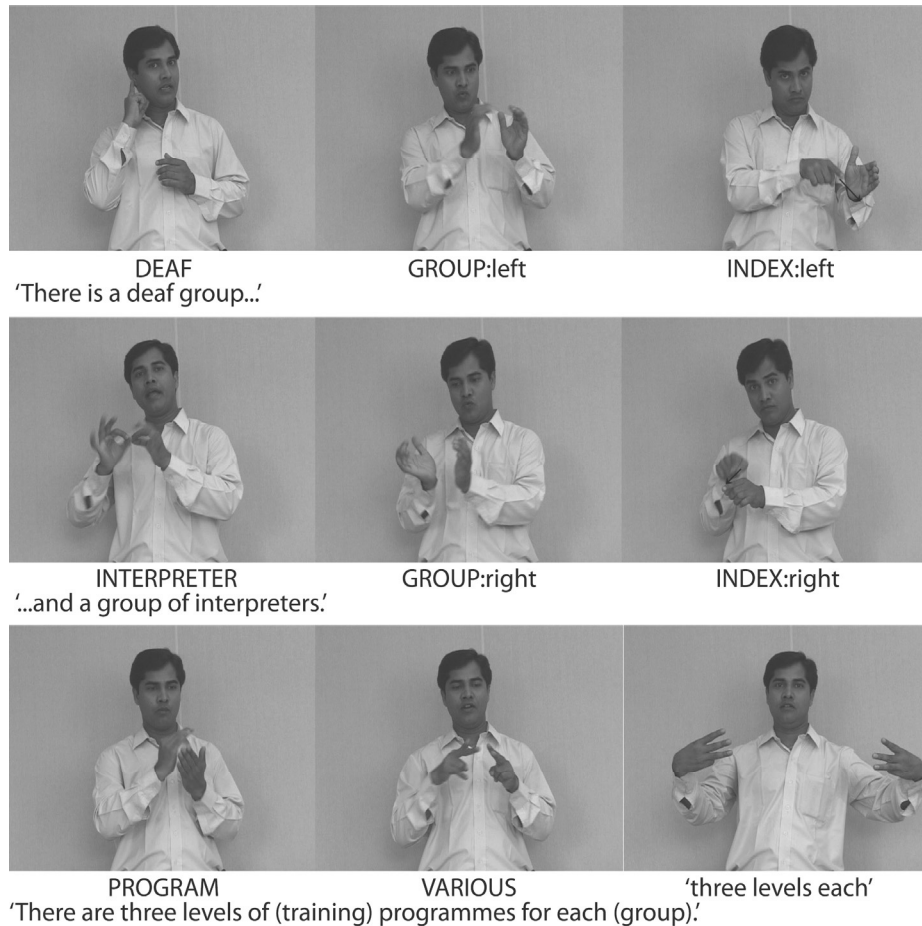 DEAF GROUP:left INDEX:left
‘There is a deaf group...’
INTERPRETER GROUP:right INDEX:right
‘...and a group of interpreters.’
PROGRAM VARIOUS ‘three levels each’
‘There are three levels of (training) programmes for each (group).’